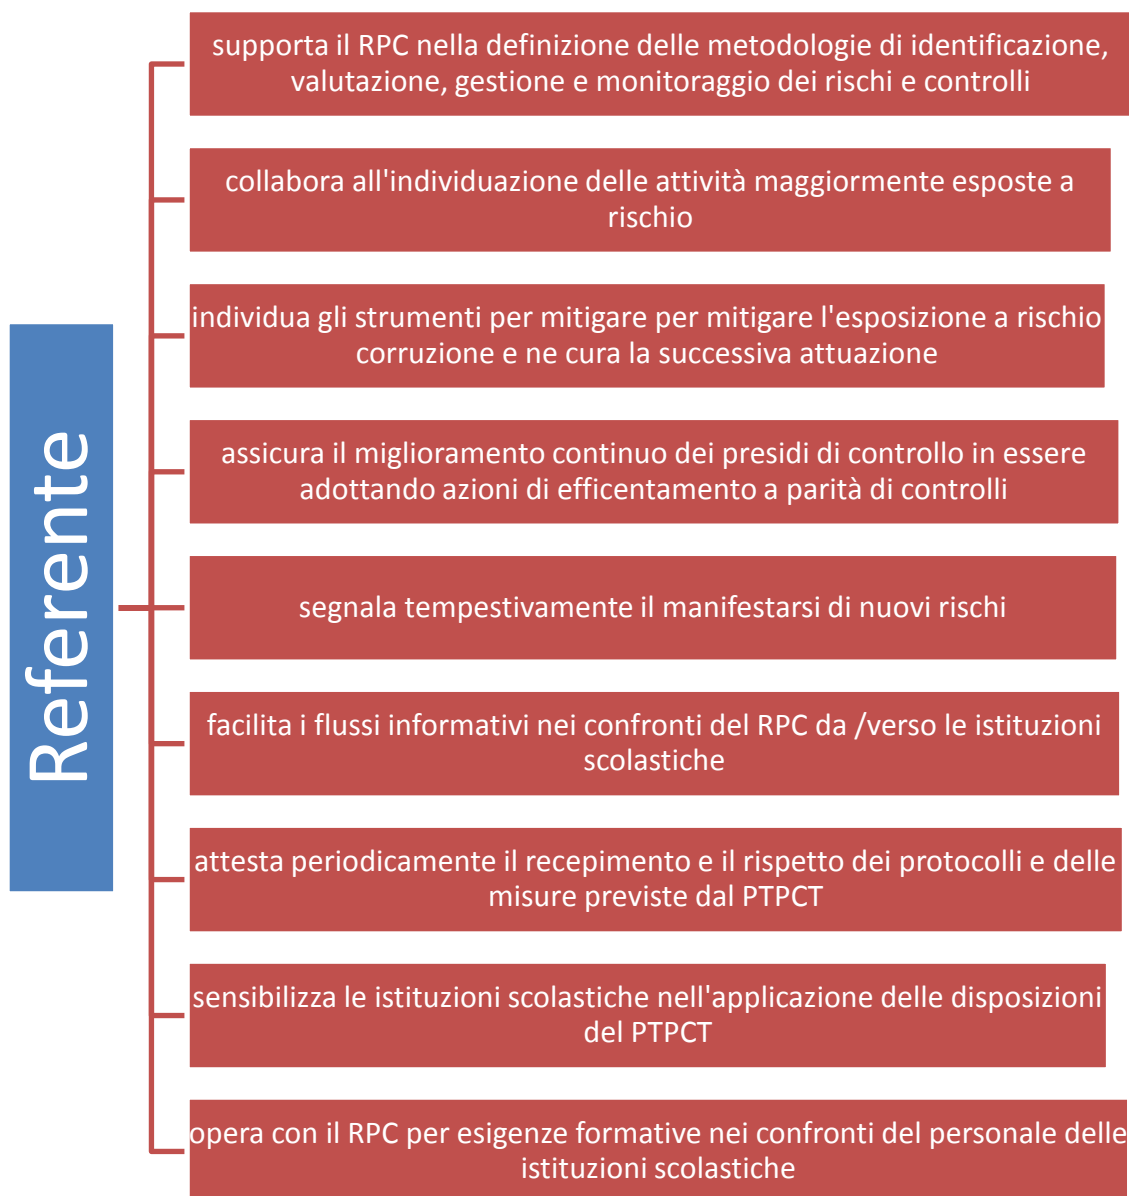 Referente
supporta il RPC nella definizione delle metodologie di identificazione,
valutazione, gestione e monitoraggio dei rischi e controlli
collabora all'individuazione delle attività maggiormente esposte a
rischio
individua gli strumenti per mitigare per mitigare l'esposizione a rischio
corruzione e ne cura la successiva attuazione
assicura il miglioramento continuo dei presidi di controllo in essere
adottando azioni di efficentamento a parità di controlli
segnala tempestivamente il manifestarsi di nuovi rischi
facilita i flussi informativi nei confronti del RPC da /verso le istituzioni
scolastiche
attesta periodicamente il recepimento e il rispetto dei protocolli e delle
misure previste dal PTPCT
sensibilizza le istituzioni scolastiche nell'applicazione delle disposizioni
del PTPCT
opera con il RPC per esigenze formative nei confronti del personale delle
istituzioni scolastiche